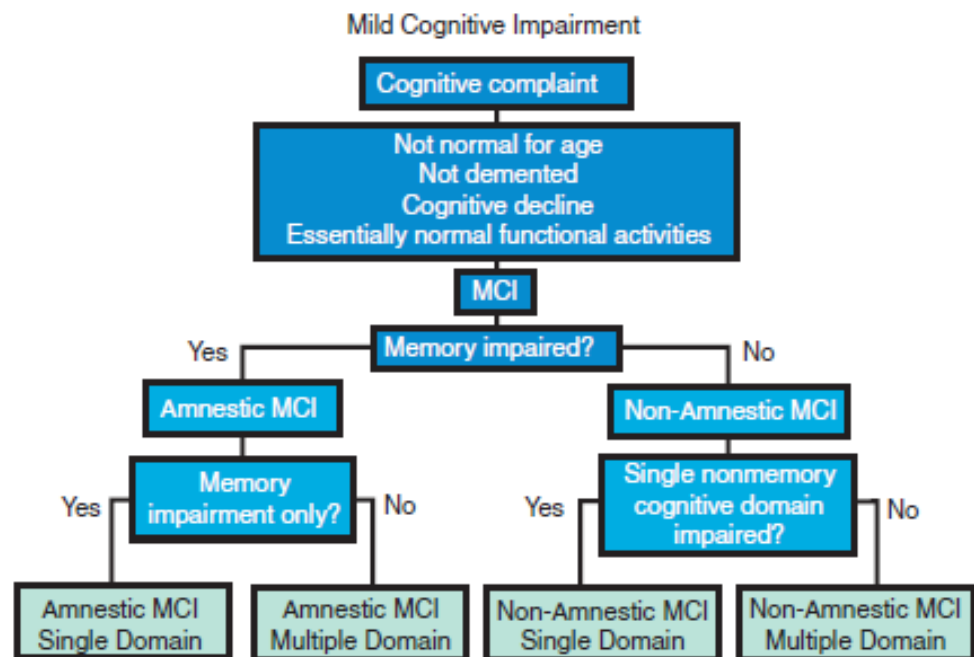 Mild Cognitive Impairment
Cognitive complaint
Not normal for age
Not demented
Cognitive decline
Essentially normal functional activities
MCI
Yes
Memory impaired?
No
Amnestic MCI
Non-Amnestic MCI
Yes
Memory
impairment only?
No
Yes
Single nonmemory
cognitive domain
impaired?
No
Amnestic MCI
Single Domain
Amnestic MCI
Multiple Domain
Non-Amnestic MCI
Single Domain
Non-Amnestic MCI
Multiple Domain